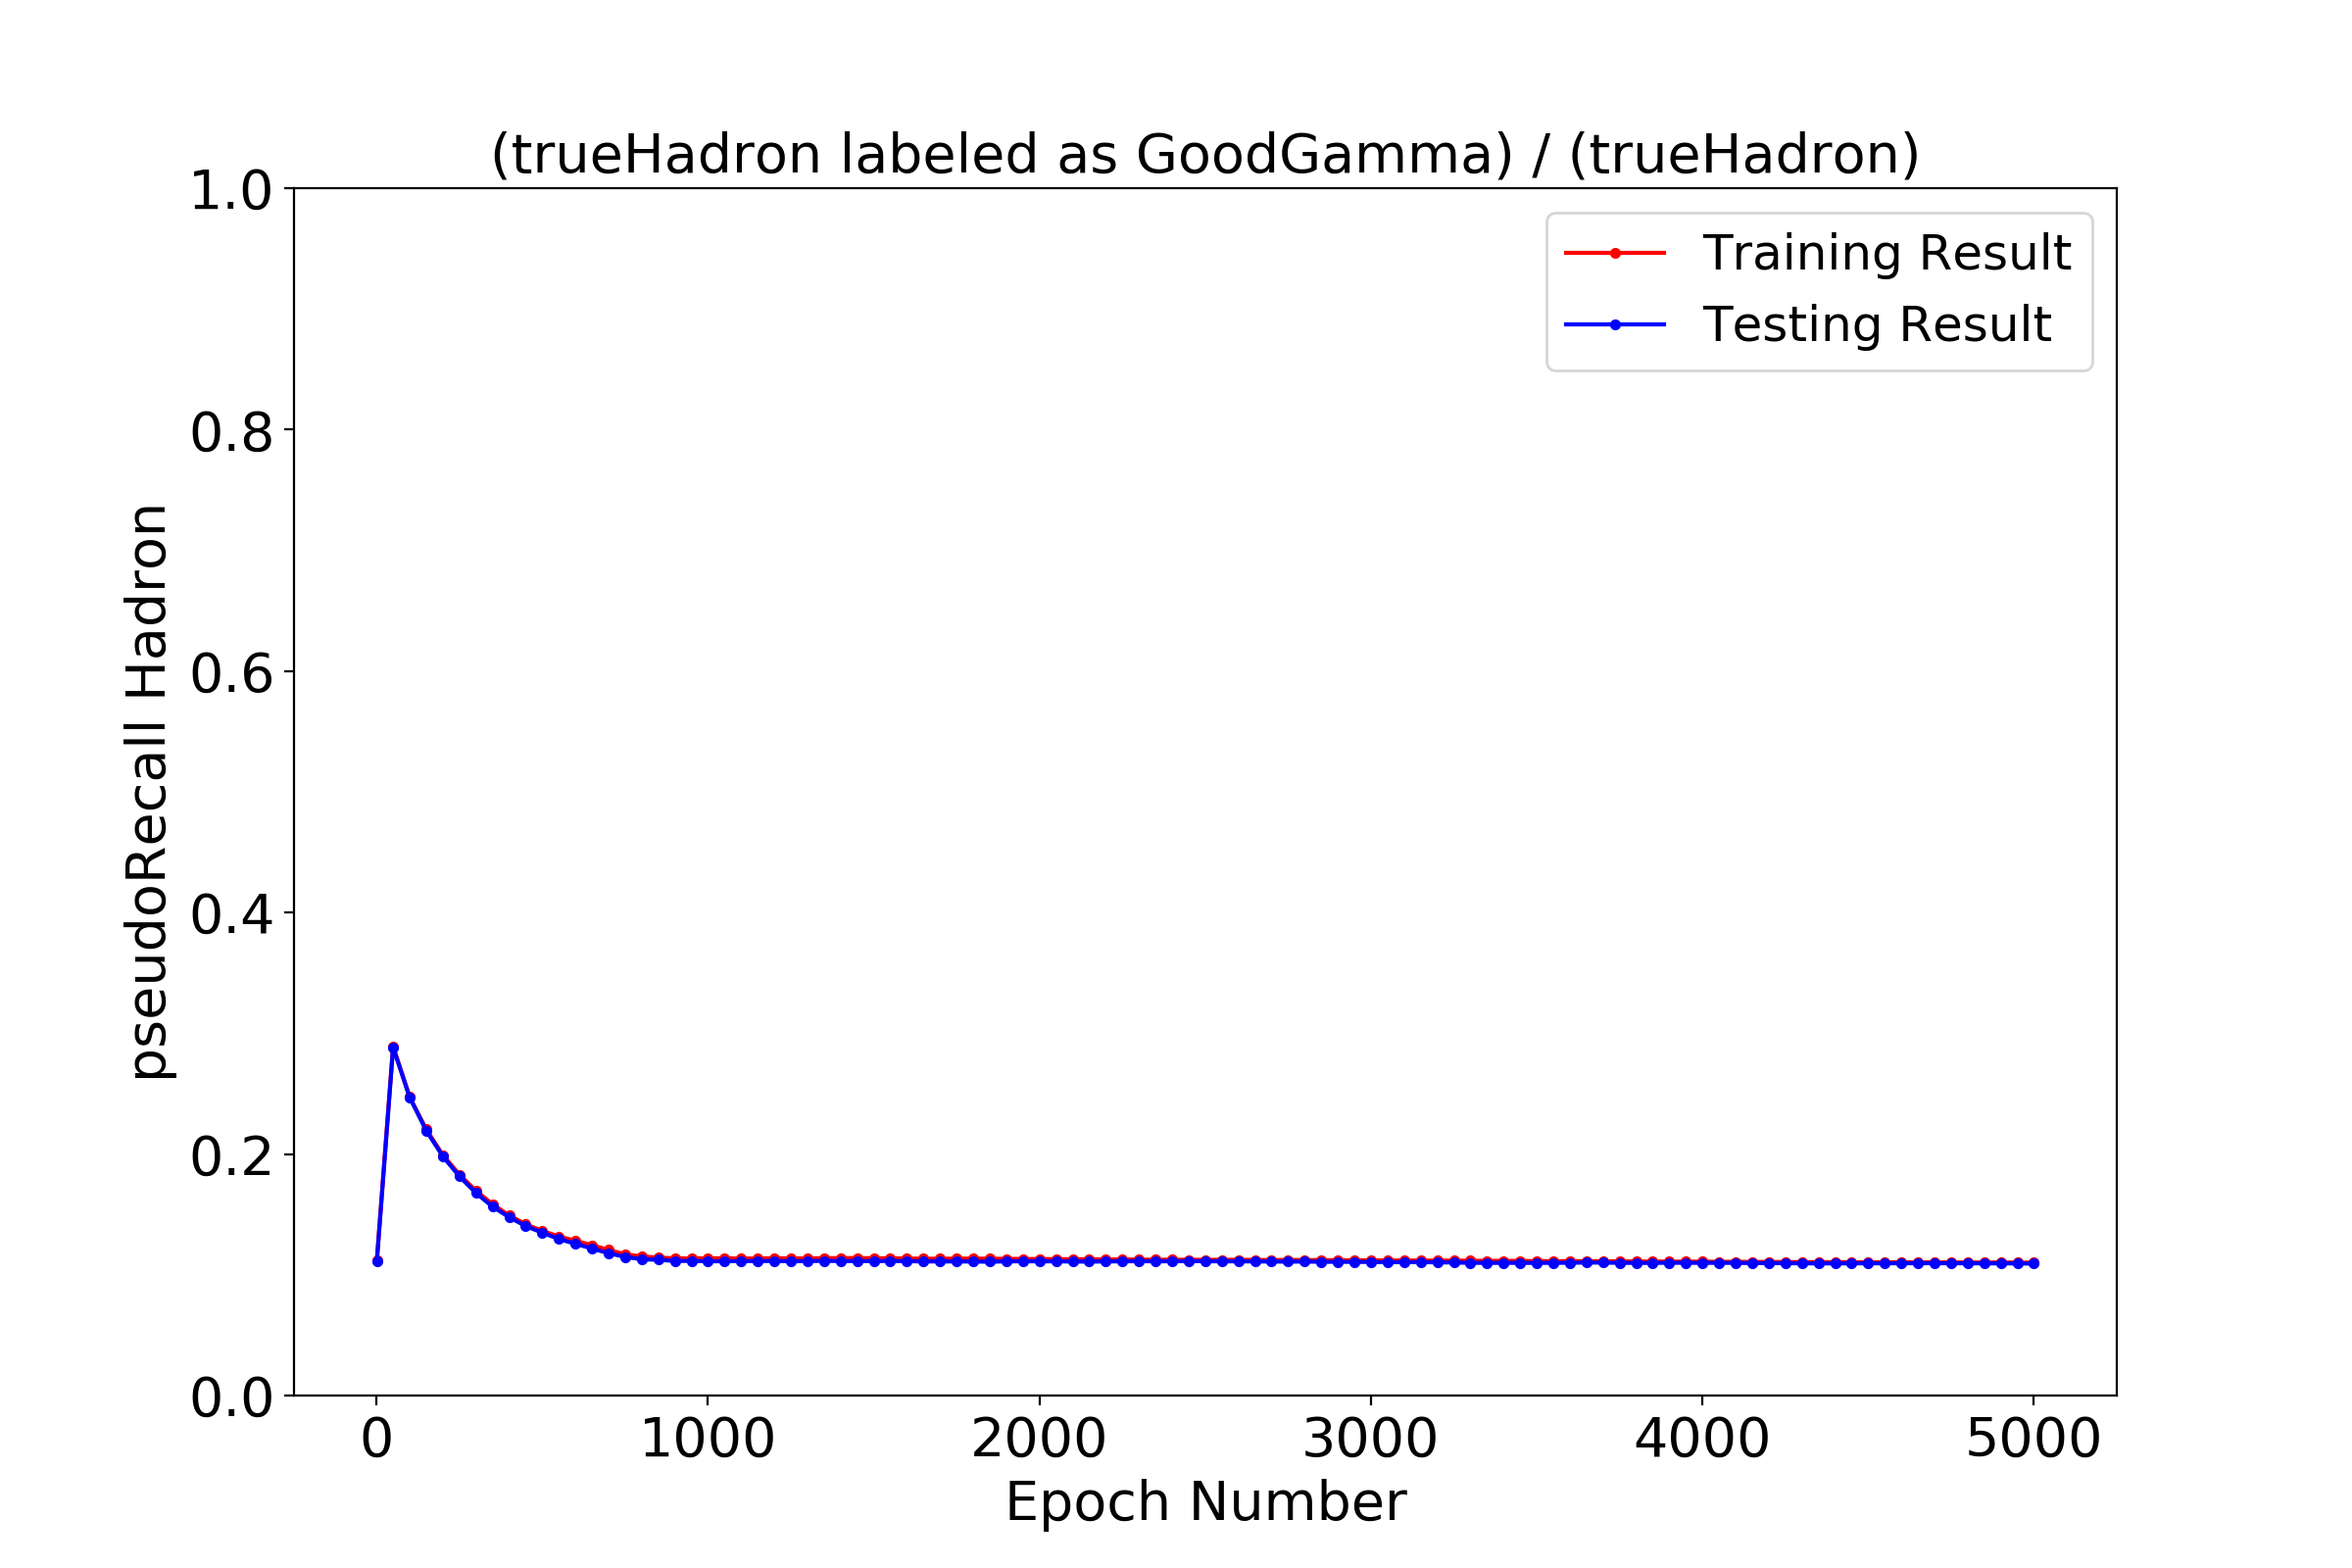 (trueHadron labeled as GoodGamma) / (trueHadron)
1.0
0.8
0.6
0.4
0.2
0.0
pseudoRecall Hadron
Training Result
Testing Result
0 1000 2000 3000 4000 5000
Epoch Number